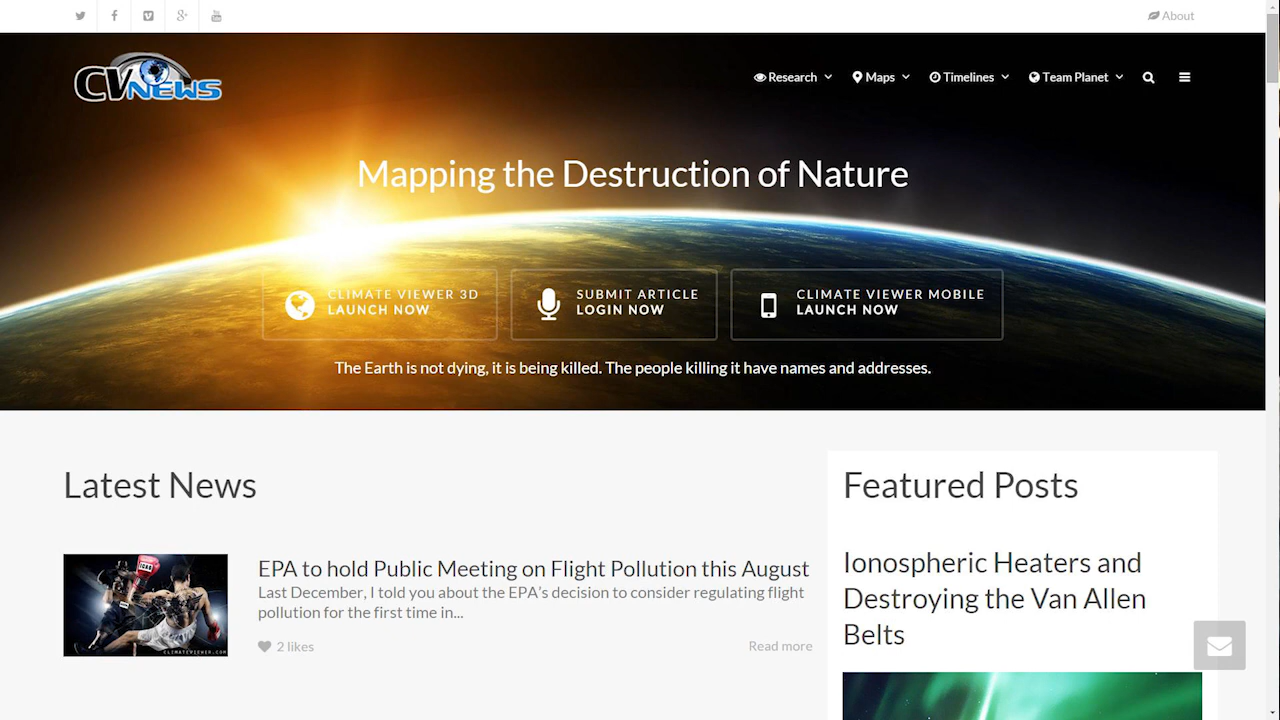 About
CVNEWS
Research
Maps
Timelines
Team Planet
Mapping the Destruction of Nature
CLIMATE VIEWER 3D
LAUNCH NOW
SUBMIT ARTICLE
LOGIN NOW
CLIMATE VIEWER MOBILE
LAUNCH NOW
The Earth is not dying, it is being killed. The people killing it have names and addresses.
Latest News
EPA to hold Public Meeting on Flight Pollution this August
Last December, I told you about the EPA's decision to consider regulating flight
pollution for the first time in...
CLIMATEVIEWER.COM
2 likes
Read more
Featured Posts
Ionospheric Heaters and
Destroying the Van Allen
Belts